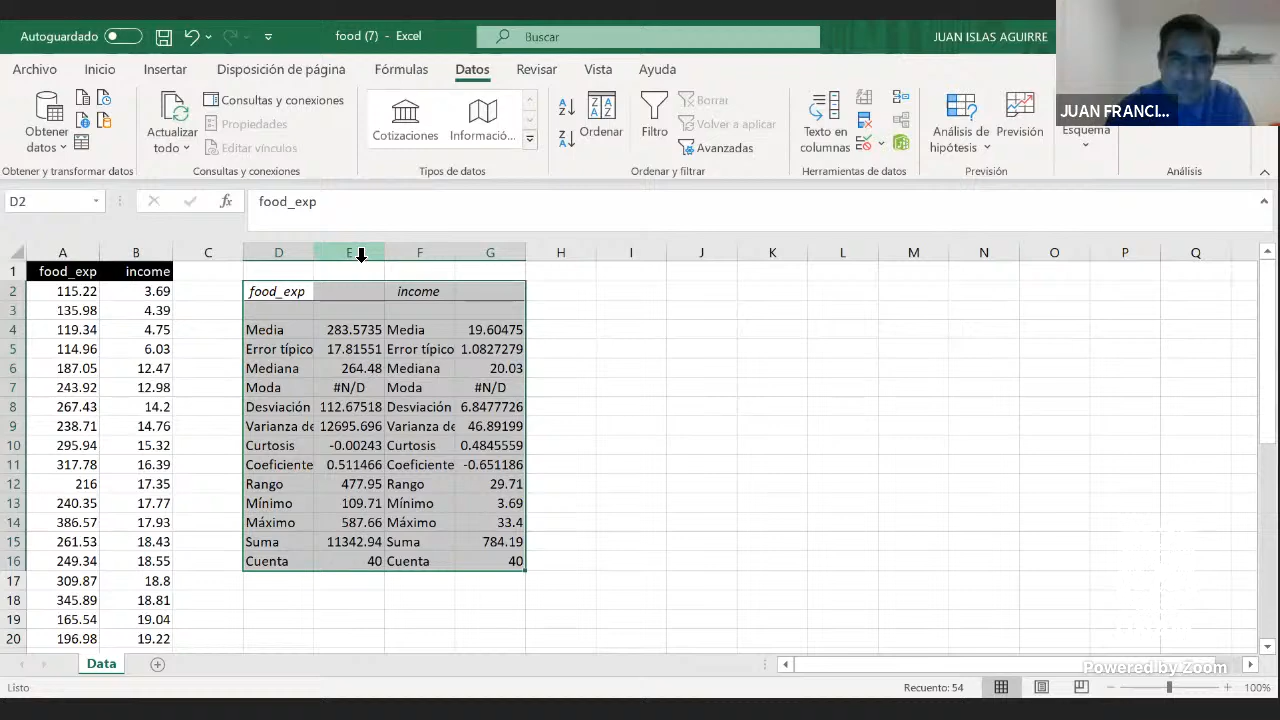 Autoguardado food (7) - Excel Buscar JUAN ISLAS AGUIRRE
JUAN FRANCI...
Archivo Inicio Insertar Disposición de página Fórmulas Datos Revisar Vista Ayuda
Obtener datos
Actualizar todo
Consultas y conexiones
Propiedades
Editar vínculos
Cotizaciones Informació...
Ordenar
Filtro
Borrar
Volver a aplicar
Avanzadas
Texto en columnas
Análisis de hipótesis
Previsión
Esquema
Obtener y transformar datos Consultas y conexiones Tipos de datos Ordenar y filtrar Herramientas de datos Previsión Análisis
D2 fx food_exp
A B C D E F G H I J K L M N O P Q
1 food_exp income
2 115.22 3.69 food_exp income
3 135.98 4.39
4 119.34 4.75 Media 283.5735 Media 19.60475
5 114.96 6.03 Error típico 17.81551 Error típico 1.0827279
6 187.05 12.47 Mediana 264.48 Mediana 20.03
7 243.92 12.98 Moda #N/D Moda #N/D
8 267.43 14.2 Desviación 112.67518 Desviación 6.8477726
9 238.71 14.76 Varianza de 12695.696 Varianza de 46.89199
10 295.94 15.32 Curtosis -0.00243 Curtosis 0.4845559
11 317.78 16.39 Coeficiente 0.511466 Coeficiente -0.651186
12 216 17.35 Rango 477.95 Rango 29.71
13 240.35 17.77 Mínimo 109.71 Mínimo 3.69
14 386.57 17.93 Máximo 587.66 Máximo 33.4
15 261.53 18.43 Suma 11342.94 Suma 784.19
16 249.34 18.55 Cuenta 40 Cuenta 40
17 309.87 18.8
18 345.89 18.81
19 165.54 19.04
20 196.98 19.22
Data
Powered by Zoom
Listo Recuento: 54 100%